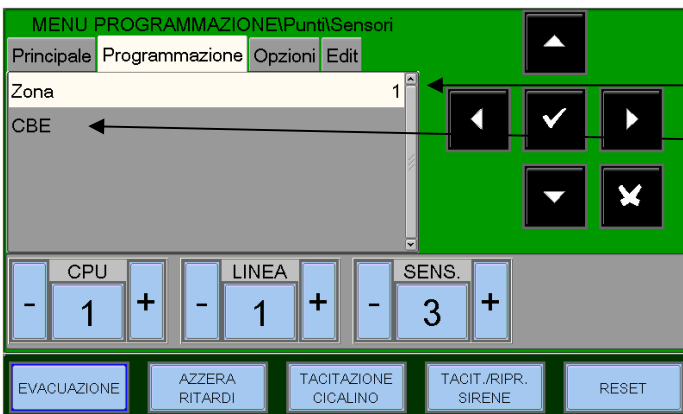 MENU PROGRAMMAZIONE\Punti\Sensori
Principale Programmazione Opzioni Edit
Zona 1
CBE
CPU LINEA SENS.
- 1 + - 1 + - 3 +
EVACUAZIONE AZZERA RITARDI TACITAZIONE CICALINO TACIT./RIPR. SIRENE RESET